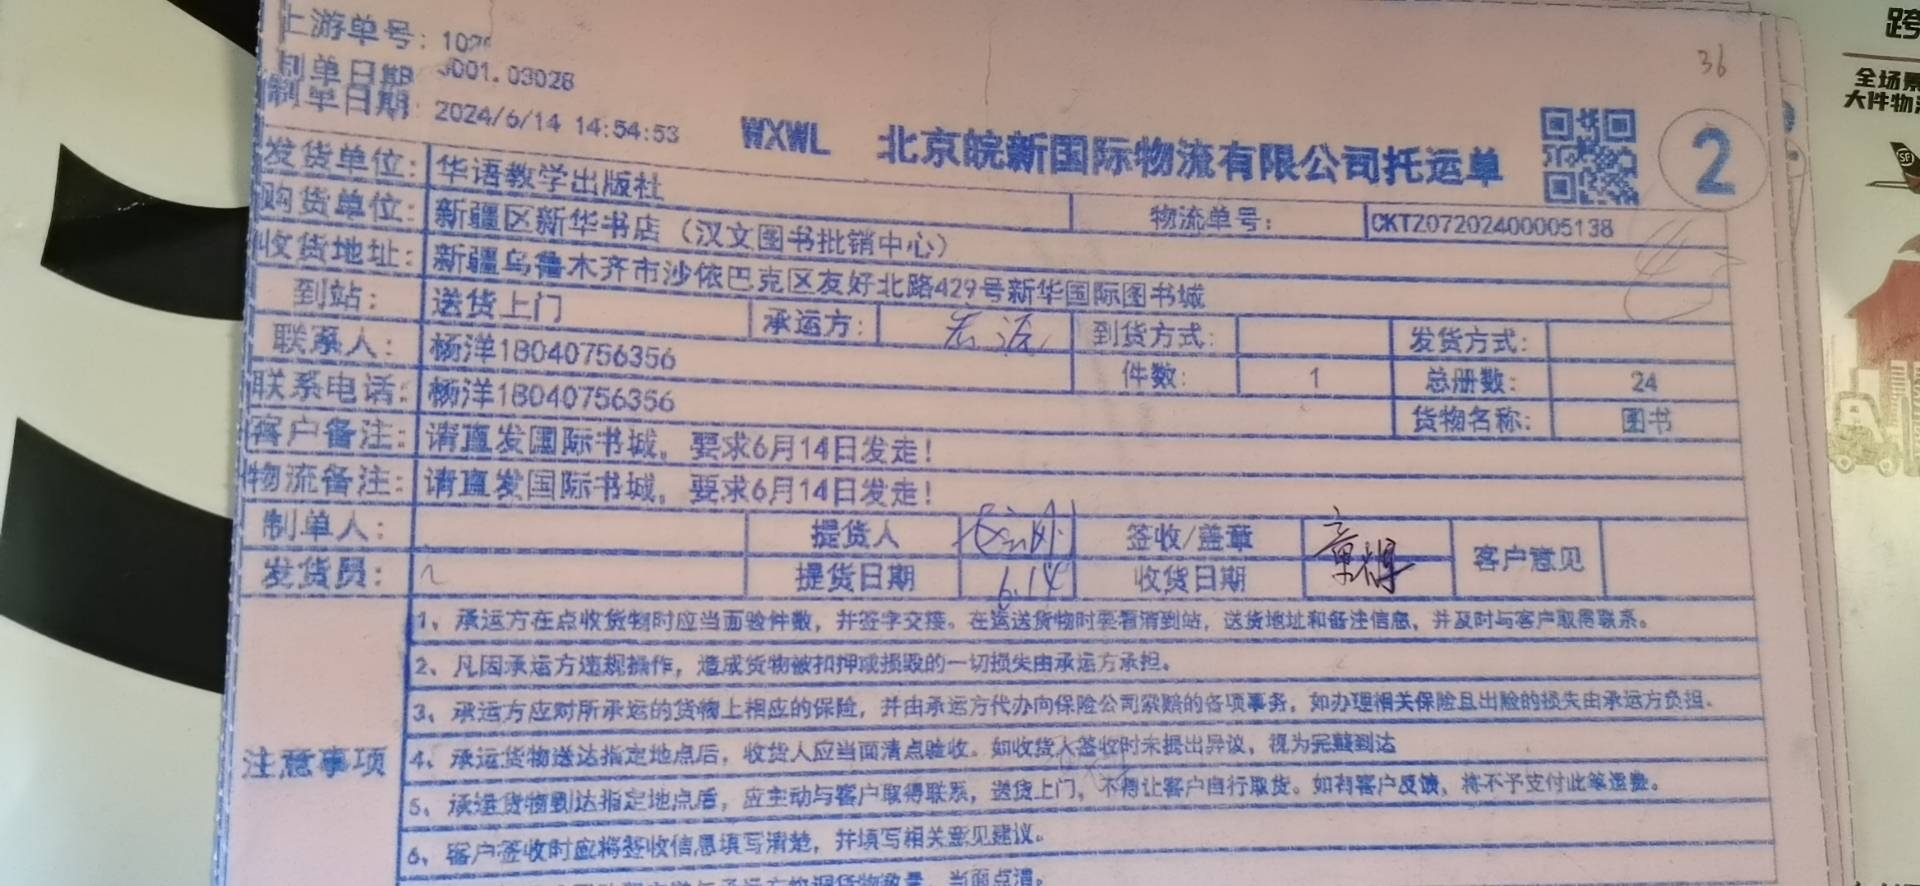 上游单号：102
制单日期 3001.03028
制单日期 2024/6/14 14:54:53
36
WXWL 北京皖新国际物流有限公司托运单 2
发货单位： 华语教学出版社 物流单号： CKTZ07202400005138
购货单位： 新疆区新华书店（汉文图书批销中心）
收货地址： 新疆乌鲁木齐市沙依巴克区友好北路429号新华国际图书城
到站： 送货上门 承运方： 到货方式： 发货方式：
联系人： 杨洋18040756356 件数： 1 总册数： 24
联系电话： 杨洋18040756356 货物名称： 图书
客户备注： 请直发国际书城，要求6月14日发走！
物流备注： 请直发国际书城，要求6月14日发走！
制单人： 提货人 签收/盖章 客户意见
发货员： 提货日期 6.14 收货日期
注意事项
1、承运方在点收货物时应当面验件数，并签字交接。在运送货物时要看清到站，送货地址和备注信息，并及时与客户取得联系。
2、凡因承运方违规操作，造成货物被扣押或损毁的一切损失由承运方承担。
3、承运方应对所承运的货物上相应的保险，并由承运方代办向保险公司索赔的各项事务，如办理相关保险且出险的损失由承运方负担。
4、承运货物送达指定地点后，收货人应当面清点验收。如收货人签收时未提出异议，视为完整到达
5、承运货物到达指定地点后，应主动与客户取得联系，送货上门，不得让客户自行取货。如有客户反馈，将不予支付此笔运费。
6、客户签收时应将签收信息填写清楚，并填写相关意见建议。
跨
全场景
大件物流
SF